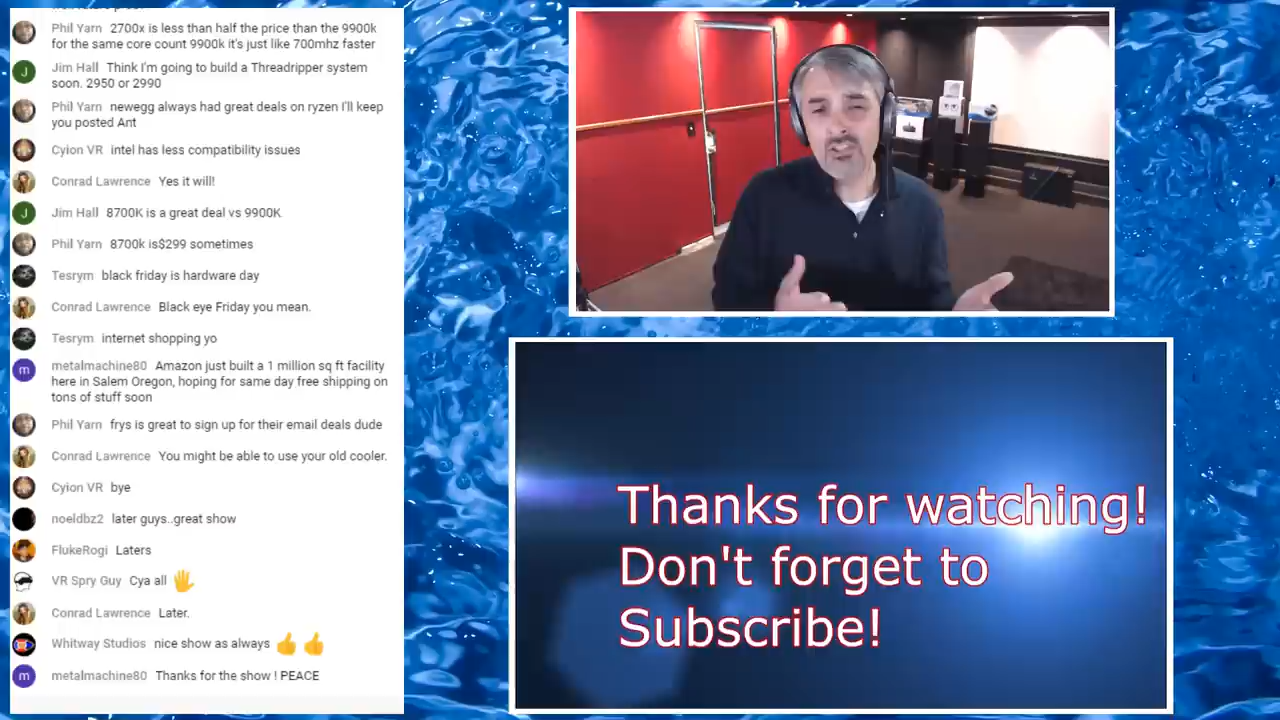 Phil Yarn 2700x is less than half the price than the 9900k
for the same core count 9900k it's just like 700mhz faster
Jim Hall Think I'm going to build a Threadripper system
soon. 2950 or 2990
Phil Yarn newegg always had great deals on ryzen I'll keep
you posted Ant
Cyion VR intel has less compatibility issues
Conrad Lawrence Yes it will!
J
Jim Hall 8700K is a great deal vs 9900K
Phil Yarn 8700k is$299 sometimes
Tesrym black friday is hardware day
Conrad Lawrence Black eye Friday you mean.
Tesrym internet shopping yo
m
metalmachine80 Amazon just built a 1 million sq ft facility
here in Salem Oregon, hoping for same day free shipping on
tons of stuff soon
Phil Yarn frys is great to sign up for their email deals dude
Conrad Lawrence You might be able to use your old cooler.
Cyion VR bye
noeldbz2 later guys..great show
FlukeRogi Laters
VR Spry Guy Cya all 🖐
Conrad Lawrence Later.
Whitway Studios nice show as always 👍 👍
m
metalmachine80 Thanks for the show ! PEACE
Thanks for watching!
Don't forget to
Subscribe!